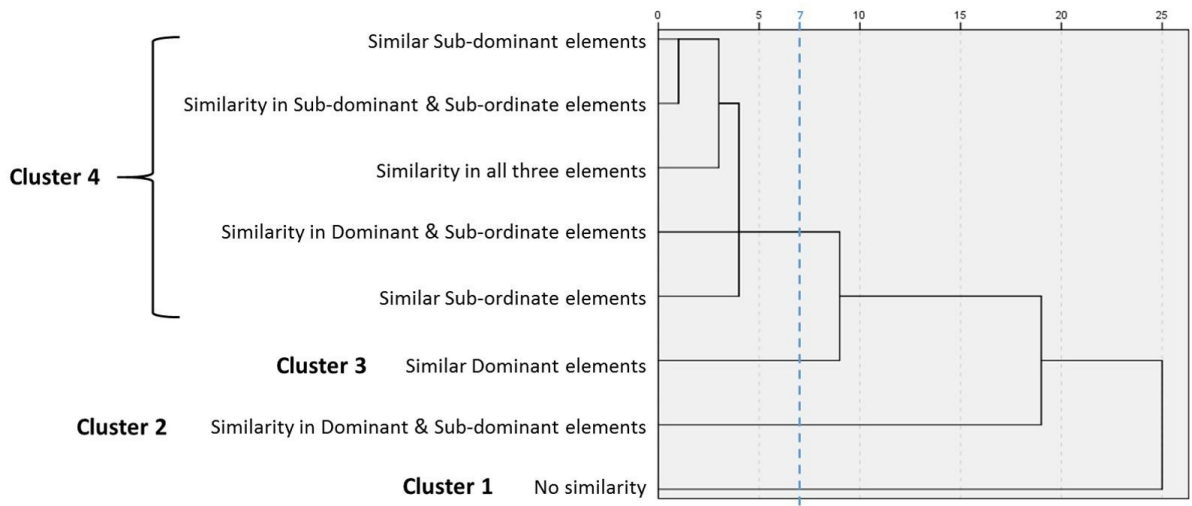 0 5 7 10 15 20 25
Similar Sub-dominant elements
Similarity in Sub-dominant & Sub-ordinate elements
Similarity in all three elements
Cluster 4
Similarity in Dominant & Sub-ordinate elements
Similar Sub-ordinate elements
Cluster 3 Similar Dominant elements
Cluster 2 Similarity in Dominant & Sub-dominant elements
Cluster 1 No similarity